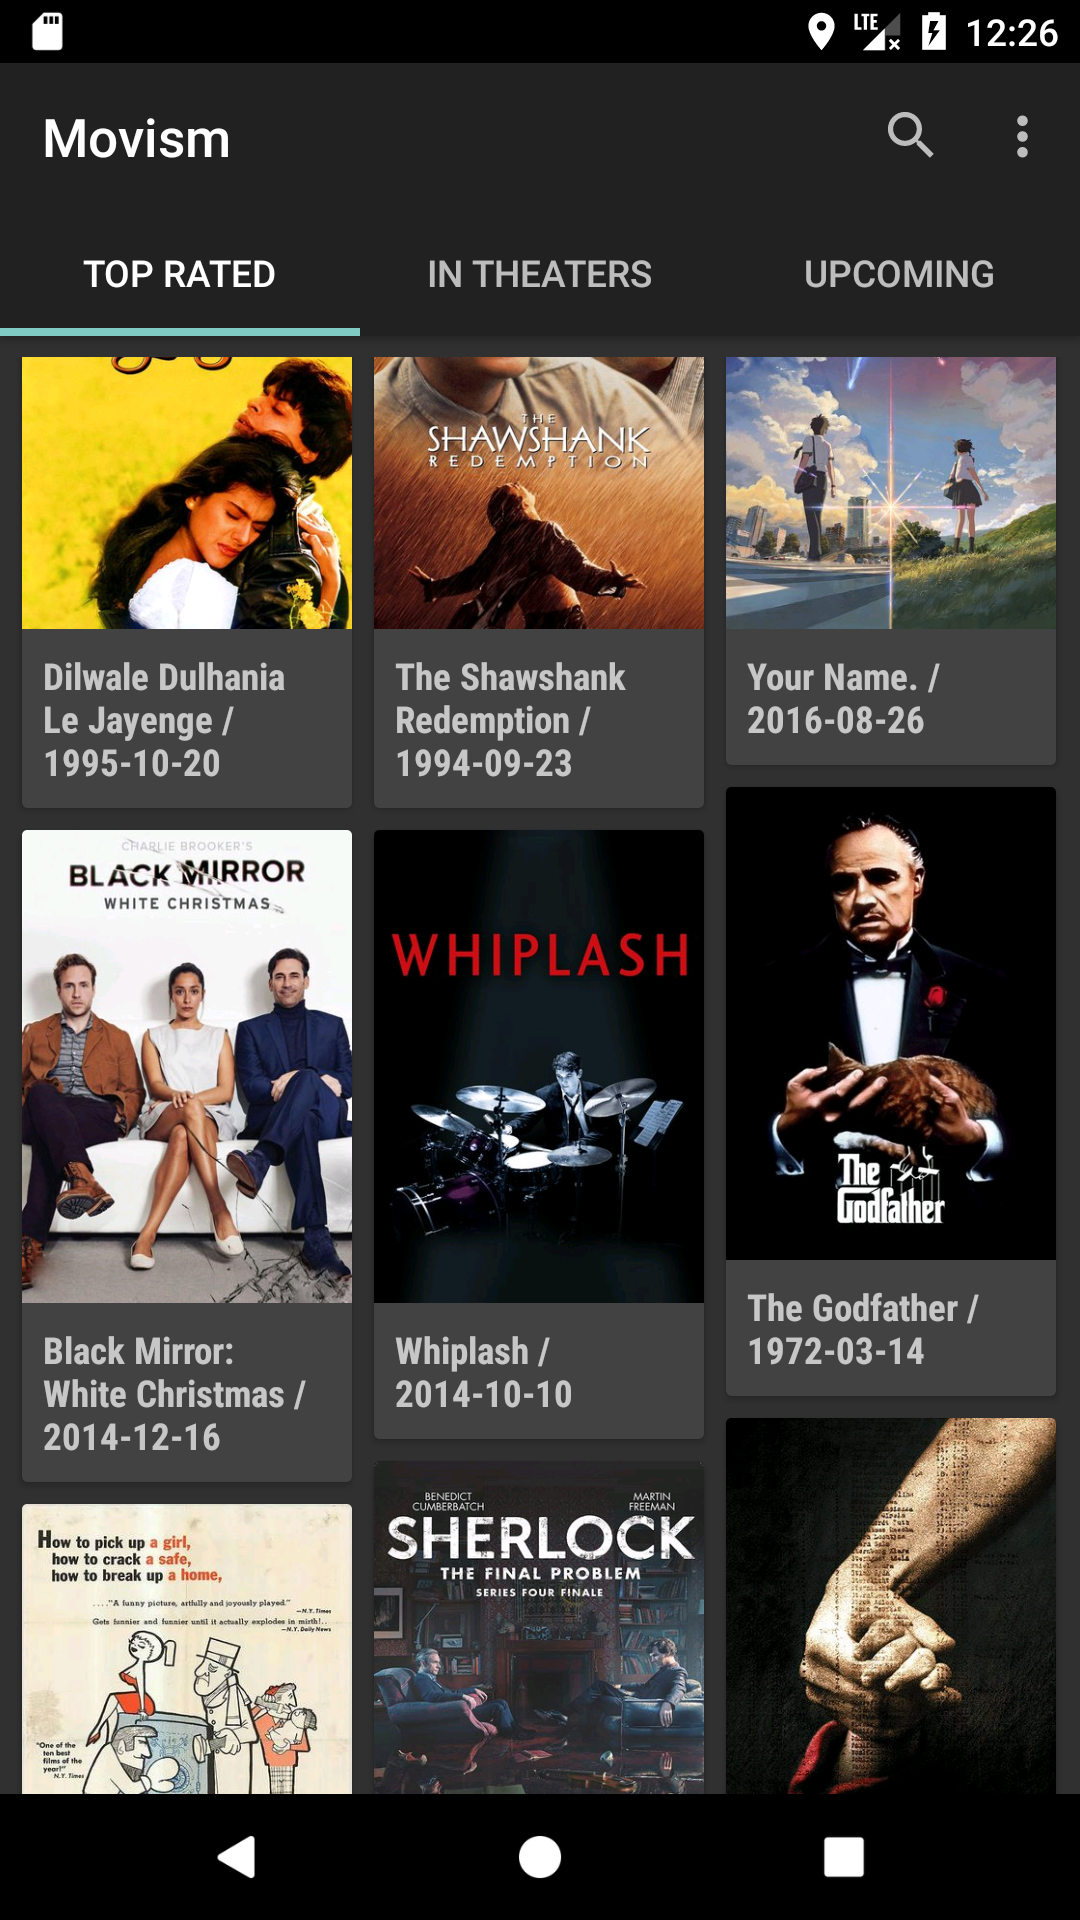 LTE
12:26
Movism
TOP RATED
IN THEATERS
UPCOMING
THE
SHAWSHANK
REDEMPTION
Dilwale Dulhania
Le Jayenge /
1995-10-20
The Shawshank
Redemption /
1994-09-23
Your Name. /
2016-08-26
CHARLIE BROOKER'S
BLACK MIRROR
WHITE CHRISTMAS
WHIPLASH
The
Godfather
Black Mirror:
White Christmas /
2014-12-16
Whiplash /
2014-10-10
The Godfather /
1972-03-14
How to pick up a girl,
how to crack a safe,
how to break up a home,
...."A funny picture, artfully and joyously played."
—N.Y. Times
Gets funnier and funnier until it actually explodes in mirth!..
—N.Y. Daily News
"One of the
ten best
films of the
year!"
N.Y. Times
BENEDICT
CUMBERBATCH
MARTIN
FREEMAN
SHERLOCK
THE FINAL PROBLEM
SERIES FOUR FINALE